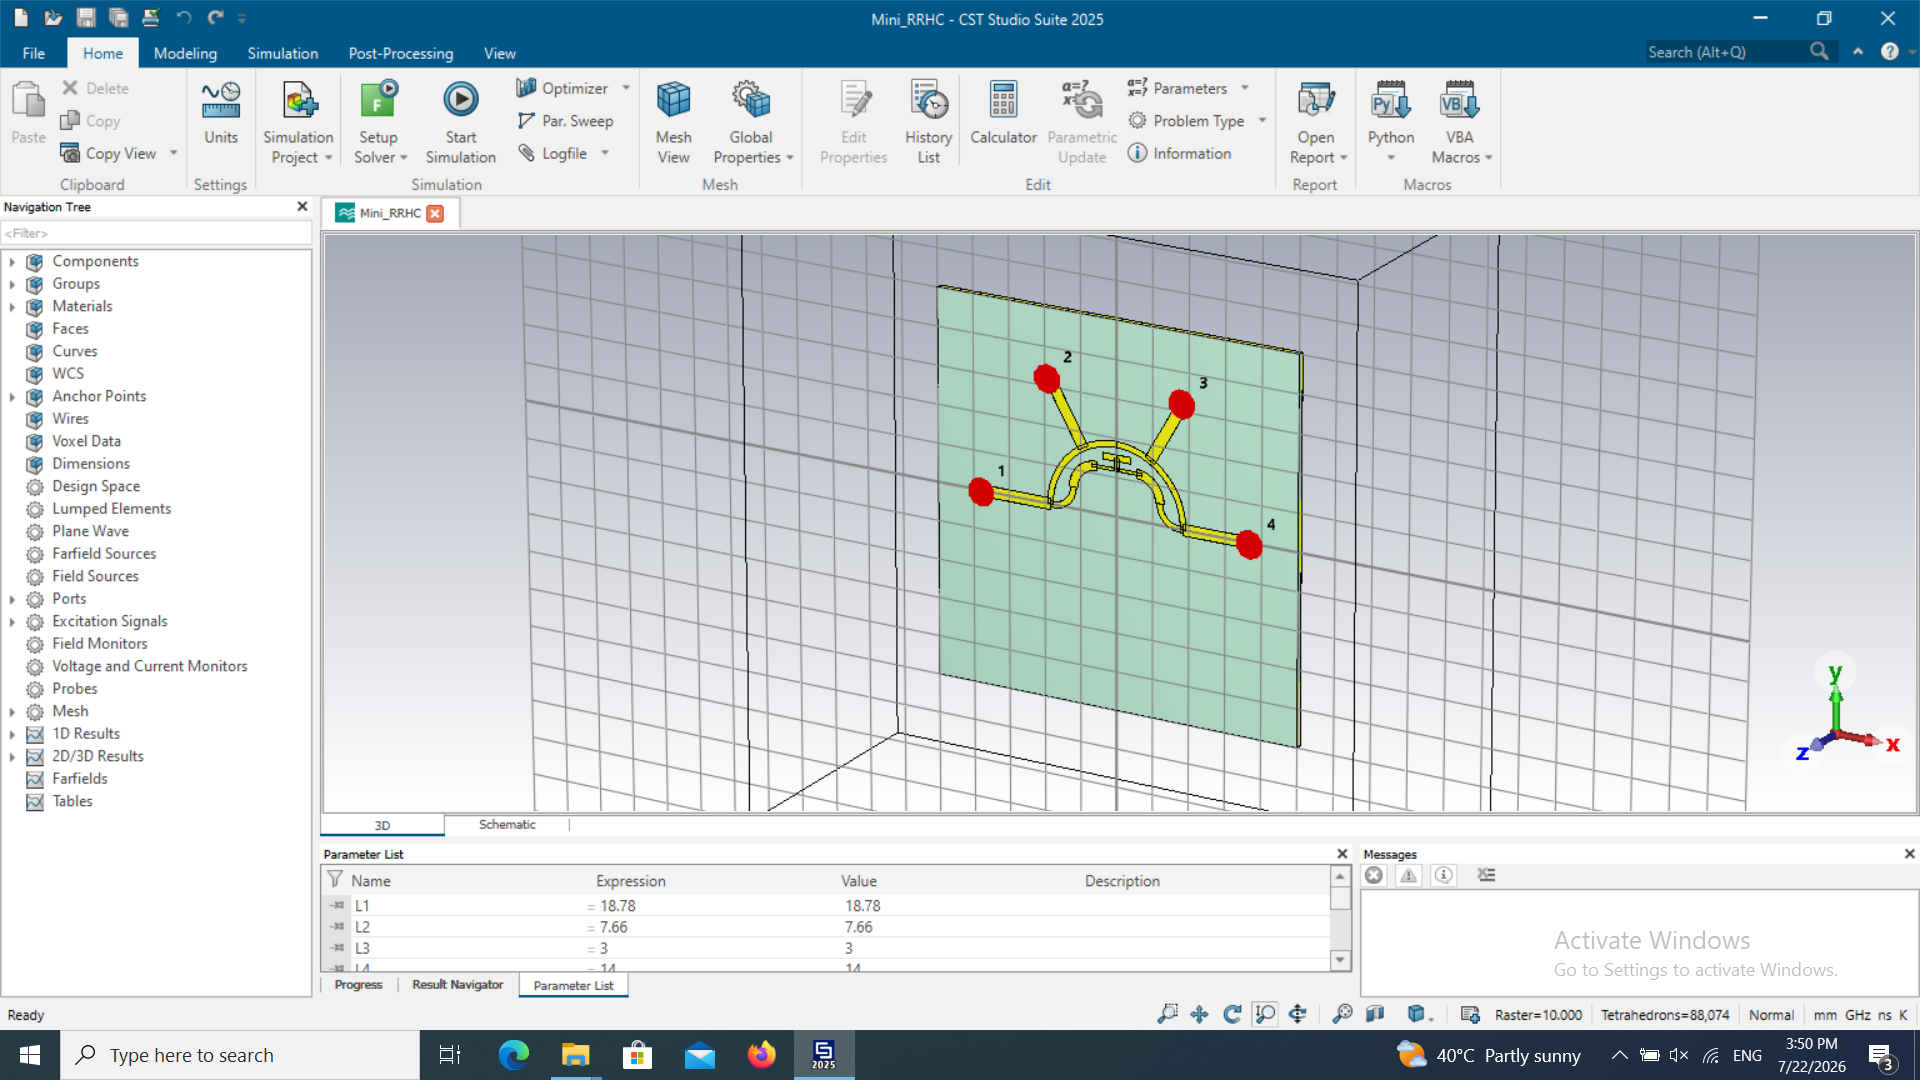 Mini_RRHC - CST Studio Suite 2025
File Home Modeling Simulation Post-Processing View Search (Alt+Q)
Paste
Delete
Copy
Copy View
Clipboard
Units
Settings
Simulation
Project
Setup
Solver
Start
Simulation
Optimizer
Par. Sweep
Logfile
Simulation
Mesh
View
Global
Properties
Mesh
Edit
Properties
History
List
Calculator
Parametric
Update
Parameters
Problem Type
Information
Edit
Open
Report
Report
Python
VBA
Macros
Macros
Navigation Tree
<Filter>
Components
Groups
Materials
Faces
Curves
WCS
Anchor Points
Wires
Voxel Data
Dimensions
Design Space
Lumped Elements
Plane Wave
Farfield Sources
Field Sources
Ports
Excitation Signals
Field Monitors
Voltage and Current Monitors
Probes
Mesh
1D Results
2D/3D Results
Farfields
Tables
Mini_RRHC
2
3
1
4
y
x
z
3D Schematic
Parameter List
Name Expression Value Description
L1 = 18.78 18.78
L2 = 7.66 7.66
L3 = 3 3
L4 = 14 14
Progress Result Navigator Parameter List
Messages
Activate Windows
Go to Settings to activate Windows.
Ready
Raster=10.000 Tetrahedrons=88,074 Normal mm GHz ns K
Type here to search
S
2025
40°C Partly sunny
ENG
3:50 PM
7/22/2026
3